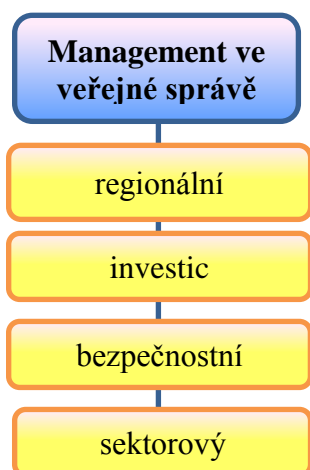 Management ve
veřejné správě
regionální
investic
bezpečnostní
sektorový